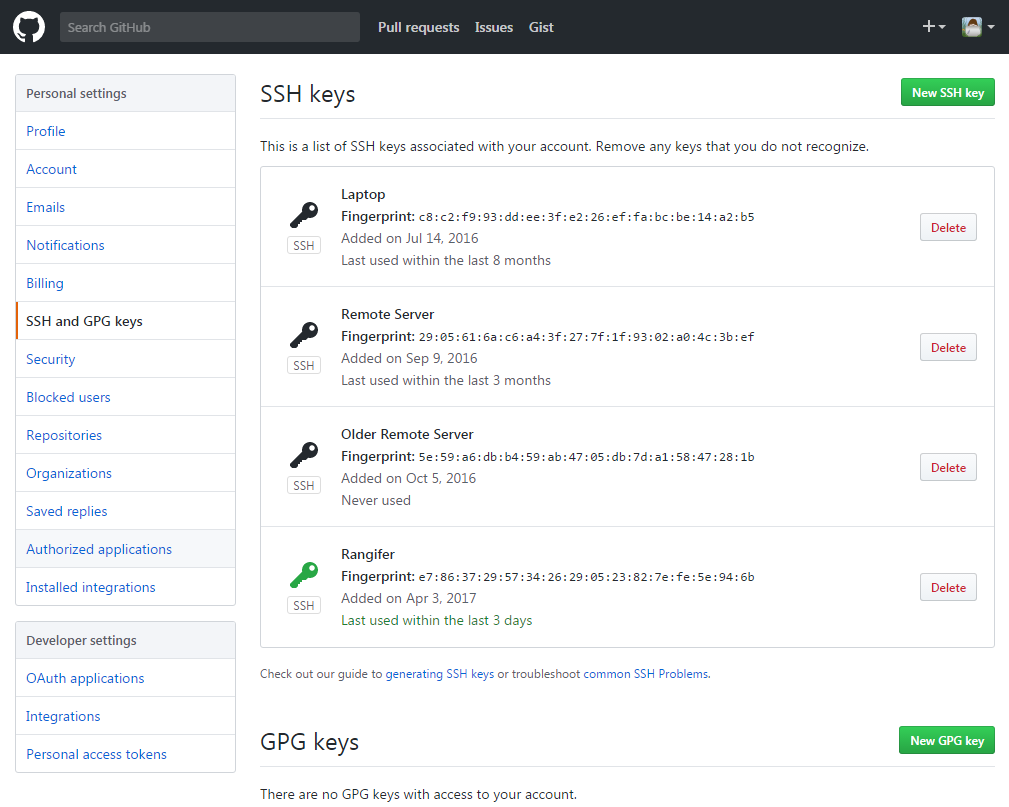 Search GitHub
Pull requests Issues Gist
Personal settings
Profile
Account
Emails
Notifications
Billing
SSH and GPG keys
Security
Blocked users
Repositories
Organizations
Saved replies
Authorized applications
Installed integrations
Developer settings
OAuth applications
Integrations
Personal access tokens
SSH keys
New SSH key
This is a list of SSH keys associated with your account. Remove any keys that you do not recognize.
SSH
Laptop
Fingerprint: c8:c2:f9:93:dd:ee:3f:e2:26:ef:fa:bc:be:14:a2:b5
Added on Jul 14, 2016
Last used within the last 8 months
Delete
SSH
Remote Server
Fingerprint: 29:05:61:6a:c6:a4:3f:27:7f:1f:93:02:a0:4c:3b:ef
Added on Sep 9, 2016
Last used within the last 3 months
Delete
SSH
Older Remote Server
Fingerprint: 5e:59:a6:db:b4:59:ab:47:05:db:7d:a1:58:47:28:1b
Added on Oct 5, 2016
Never used
Delete
SSH
Rangifer
Fingerprint: e7:86:37:29:57:34:26:29:05:23:82:7e:fe:5e:94:6b
Added on Apr 3, 2017
Last used within the last 3 days
Delete
Check out our guide to generating SSH keys or troubleshoot common SSH Problems.
GPG keys
New GPG key
There are no GPG keys with access to your account.